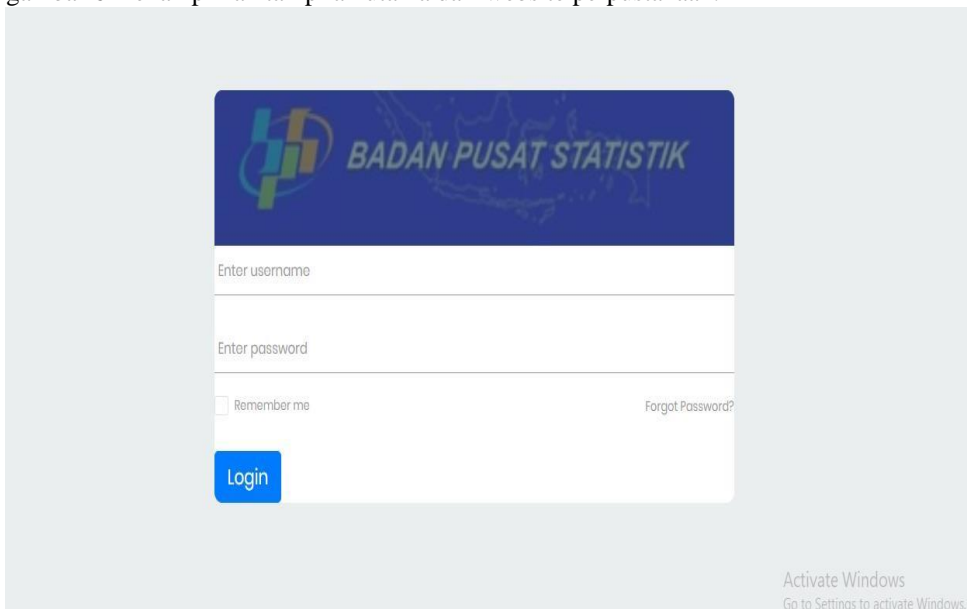 BADAN PUSAT STATISTIK
Enter username
Enter password
Remember me
Forgot Password?
Login
Activate Windows
Go to Settings to activate Windows.